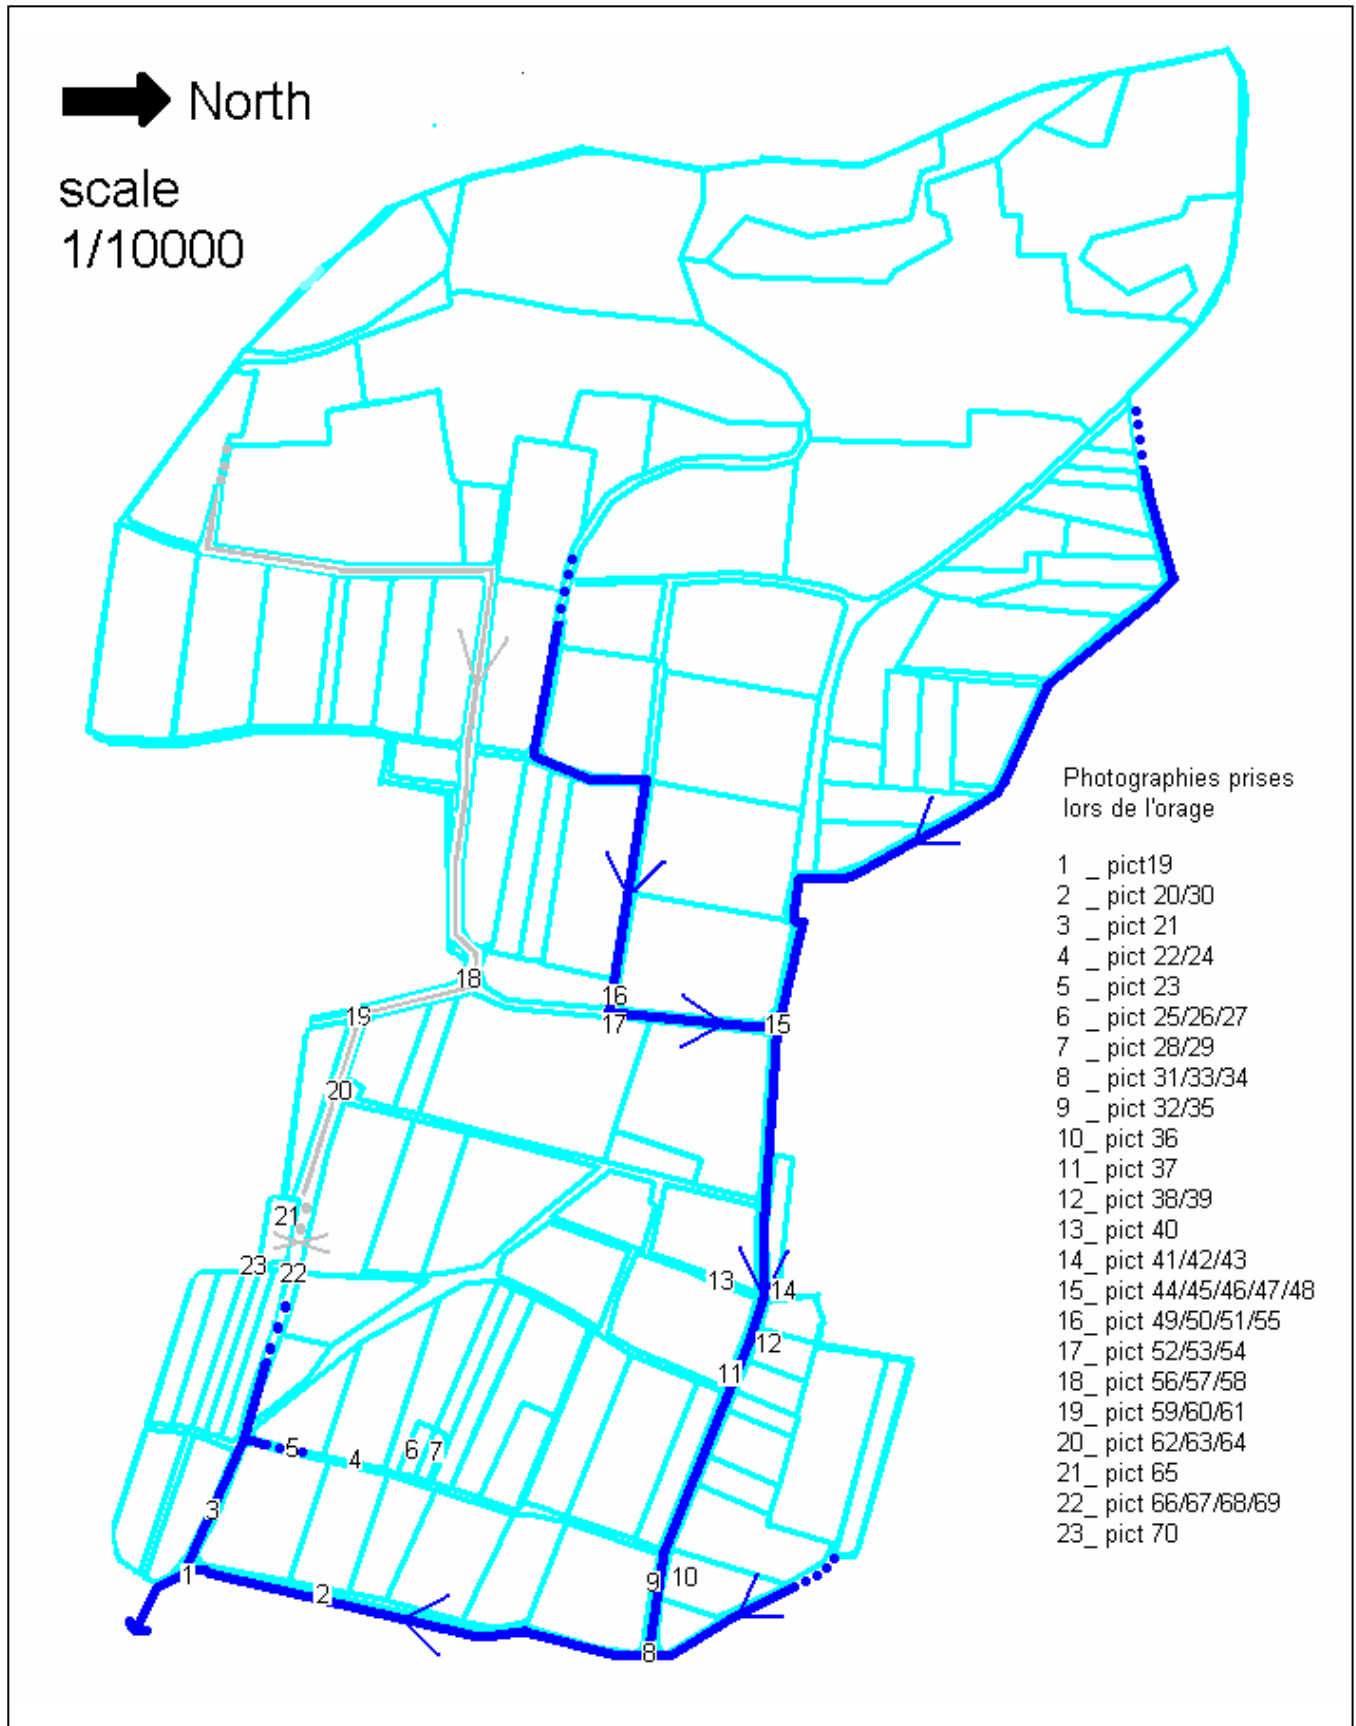 North
scale
1/10000
Photographies prises
lors de l'orage
1 _ pict19
2 _ pict 20/30
3 _ pict 21
4 _ pict 22/24
5 _ pict 23
6 _ pict 25/26/27
7 _ pict 28/29
8 _ pict 31/33/34
9 _ pict 32/35
10_ pict 36
11_ pict 37
12_ pict 38/39
13_ pict 40
14_ pict 41/42/43
15_ pict 44/45/46/47/48
16_ pict 49/50/51/55
17_ pict 52/53/54
18_ pict 56/57/58
19_ pict 59/60/61
20_ pict 62/63/64
21_ pict 65
22_ pict 66/67/68/69
23_ pict 70
18
16
17
15
19
20
21
23
22
13
14
12
11
5
4
6
7
3
1
2
9
10
8